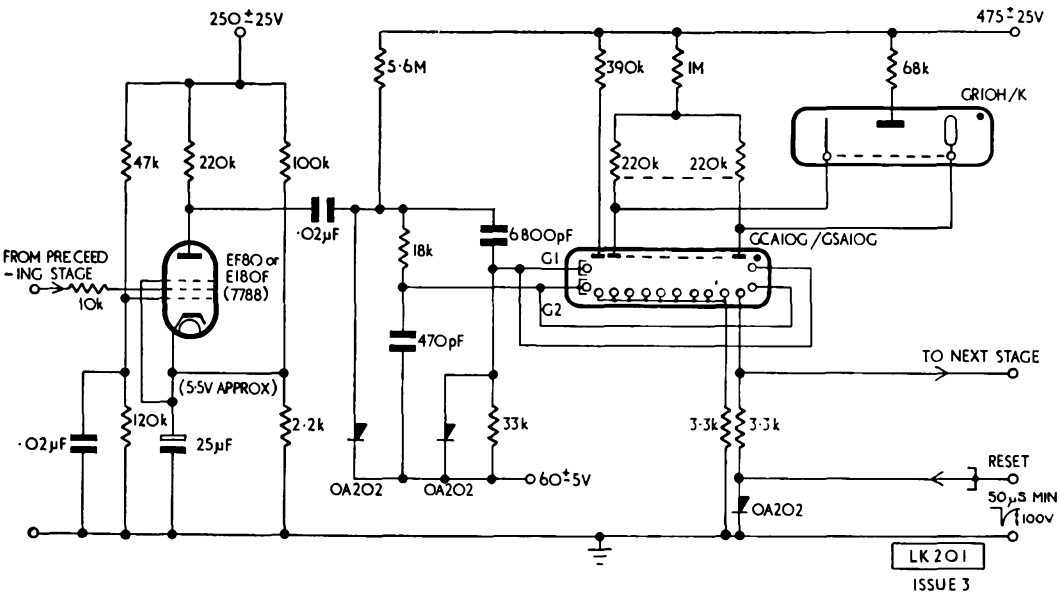 250±25V
475±25V
5.6M
390k
1M
68k
GR10H/K
47k
220k
100k
220k
220k
.02µF
6800pF
GCA10G/GSA10G
FROM PRECEED
-ING STAGE
EF80 or
E180F
(7788)
18k
G1
10k
G2
470pF
TO NEXT STAGE
(5.5V APPROX)
120k
2.2k
33k
3.3k
3.3k
.02µF
25µF
RESET
60±5V
OA202
OA202
50µS MIN
OA202
100V
LK201
ISSUE 3